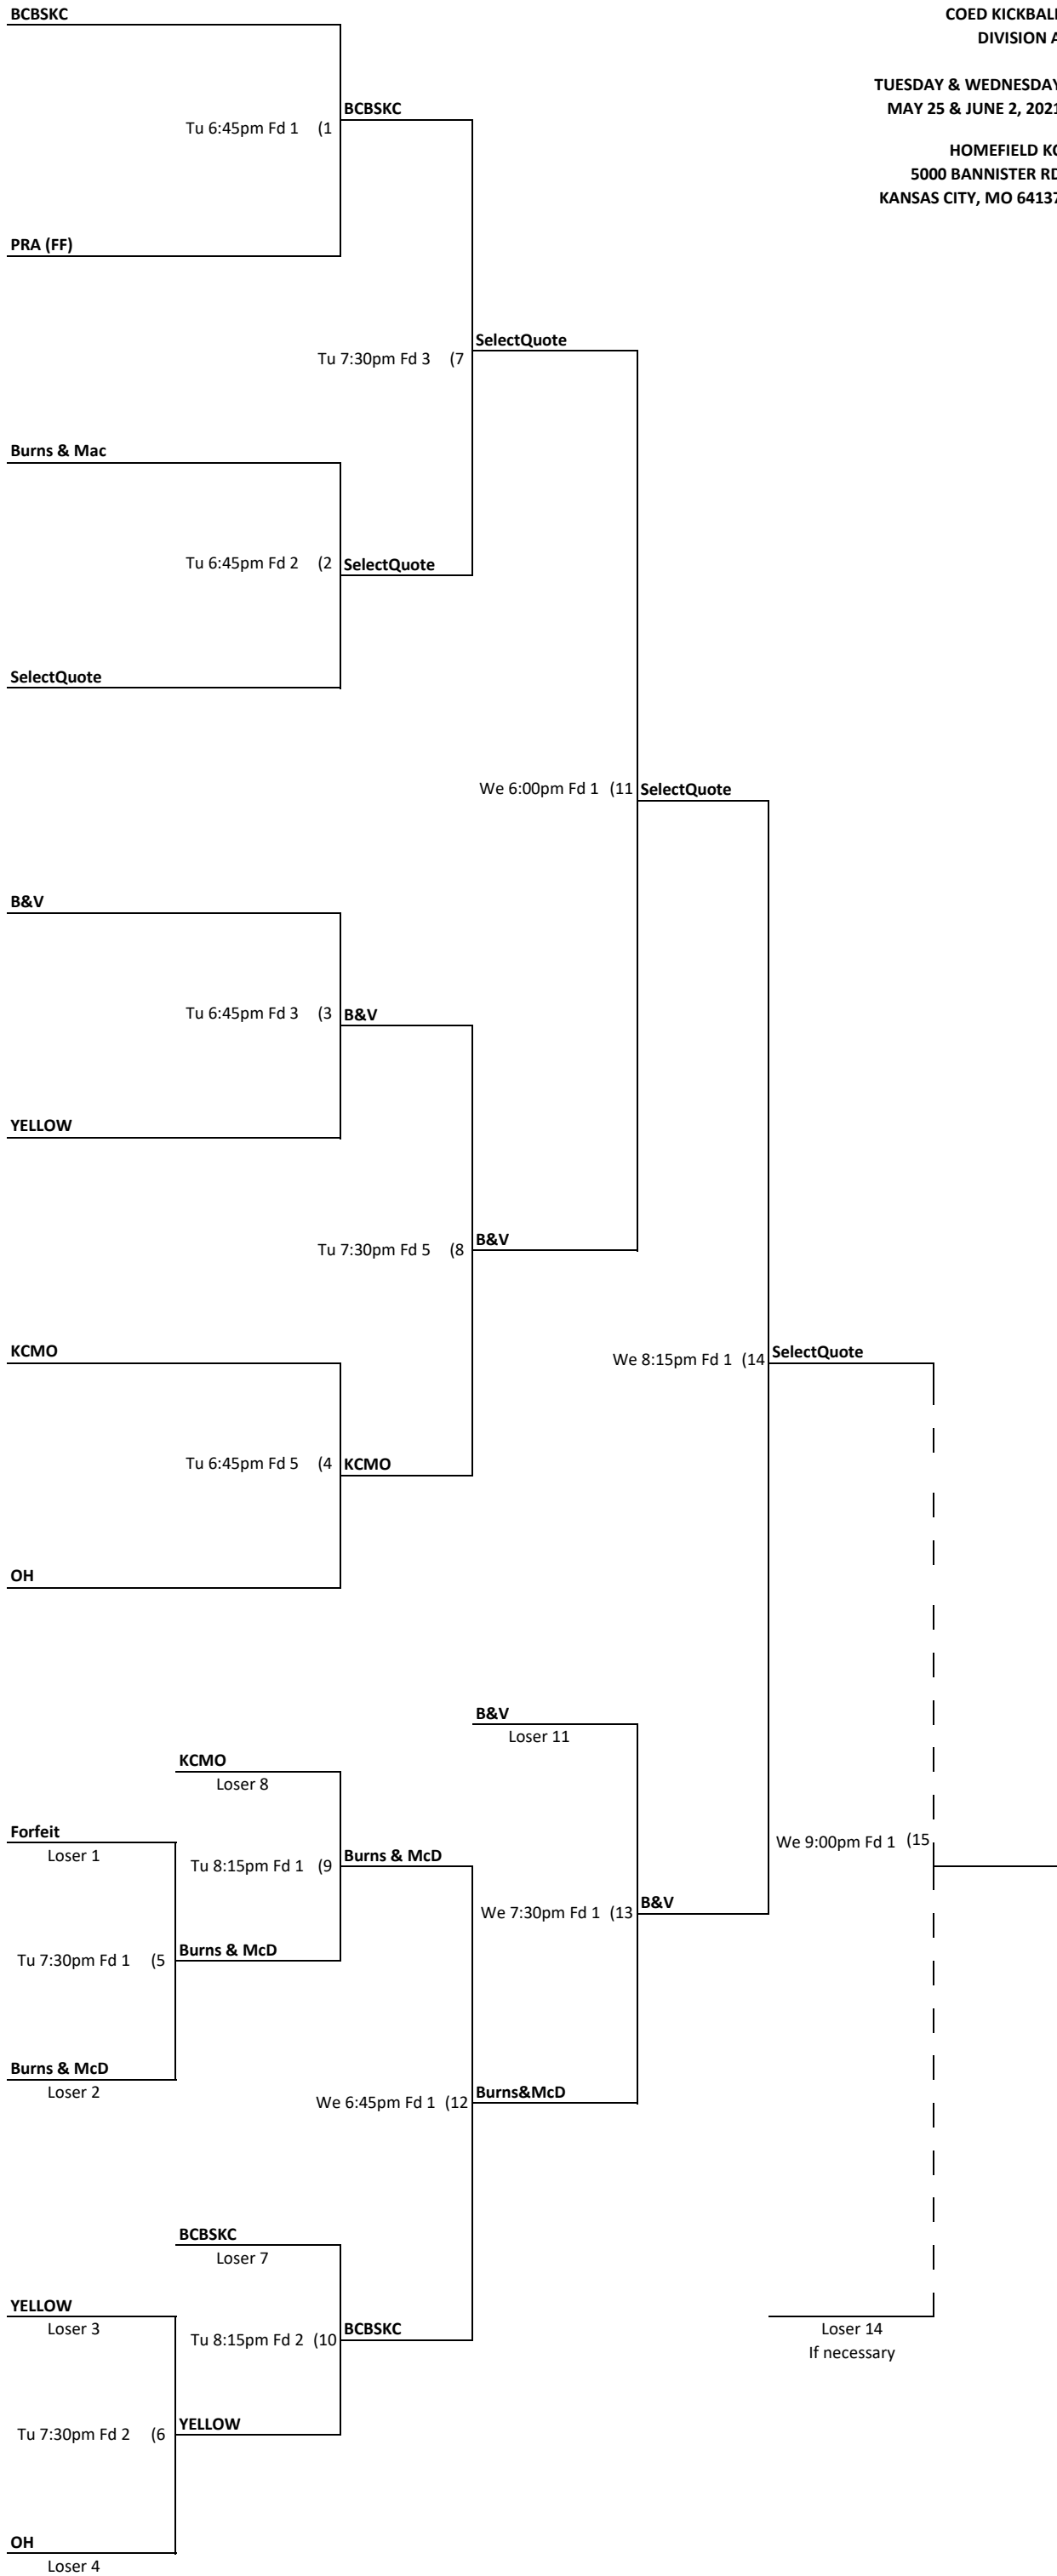 BCBSKC
COED KICKBALL
DIVISION A
TUESDAY & WEDNESDAY
MAY 25 & JUNE 2, 2021
HOMEFIELD KC
5000 BANNISTER RD
KANSAS CITY, MO 64137
BCBSKC
Tu 6:45pm Fd 1 (1
PRA (FF)
SelectQuote
Tu 7:30pm Fd 3 (7
Burns & Mac
Tu 6:45pm Fd 2 (2
SelectQuote
SelectQuote
We 6:00pm Fd 1 (11
SelectQuote
B&V
Tu 6:45pm Fd 3 (3
B&V
YELLOW
B&V
Tu 7:30pm Fd 5 (8
KCMO
We 8:15pm Fd 1 (14
SelectQuote
Tu 6:45pm Fd 5 (4
KCMO
OH
B&V
Loser 11
KCMO
Loser 8
Forfeit
Loser 1
We 9:00pm Fd 1 (15
Tu 8:15pm Fd 1 (9
Burns & McD
We 7:30pm Fd 1 (13
B&V
Burns & McD
Tu 7:30pm Fd 1 (5
Burns & McD
Loser 2
Burns&McD
We 6:45pm Fd 1 (12
BCBSKC
Loser 7
YELLOW
Loser 3
Tu 8:15pm Fd 2 (10
BCBSKC
Loser 14
If necessary
YELLOW
Tu 7:30pm Fd 2 (6
OH
Loser 4